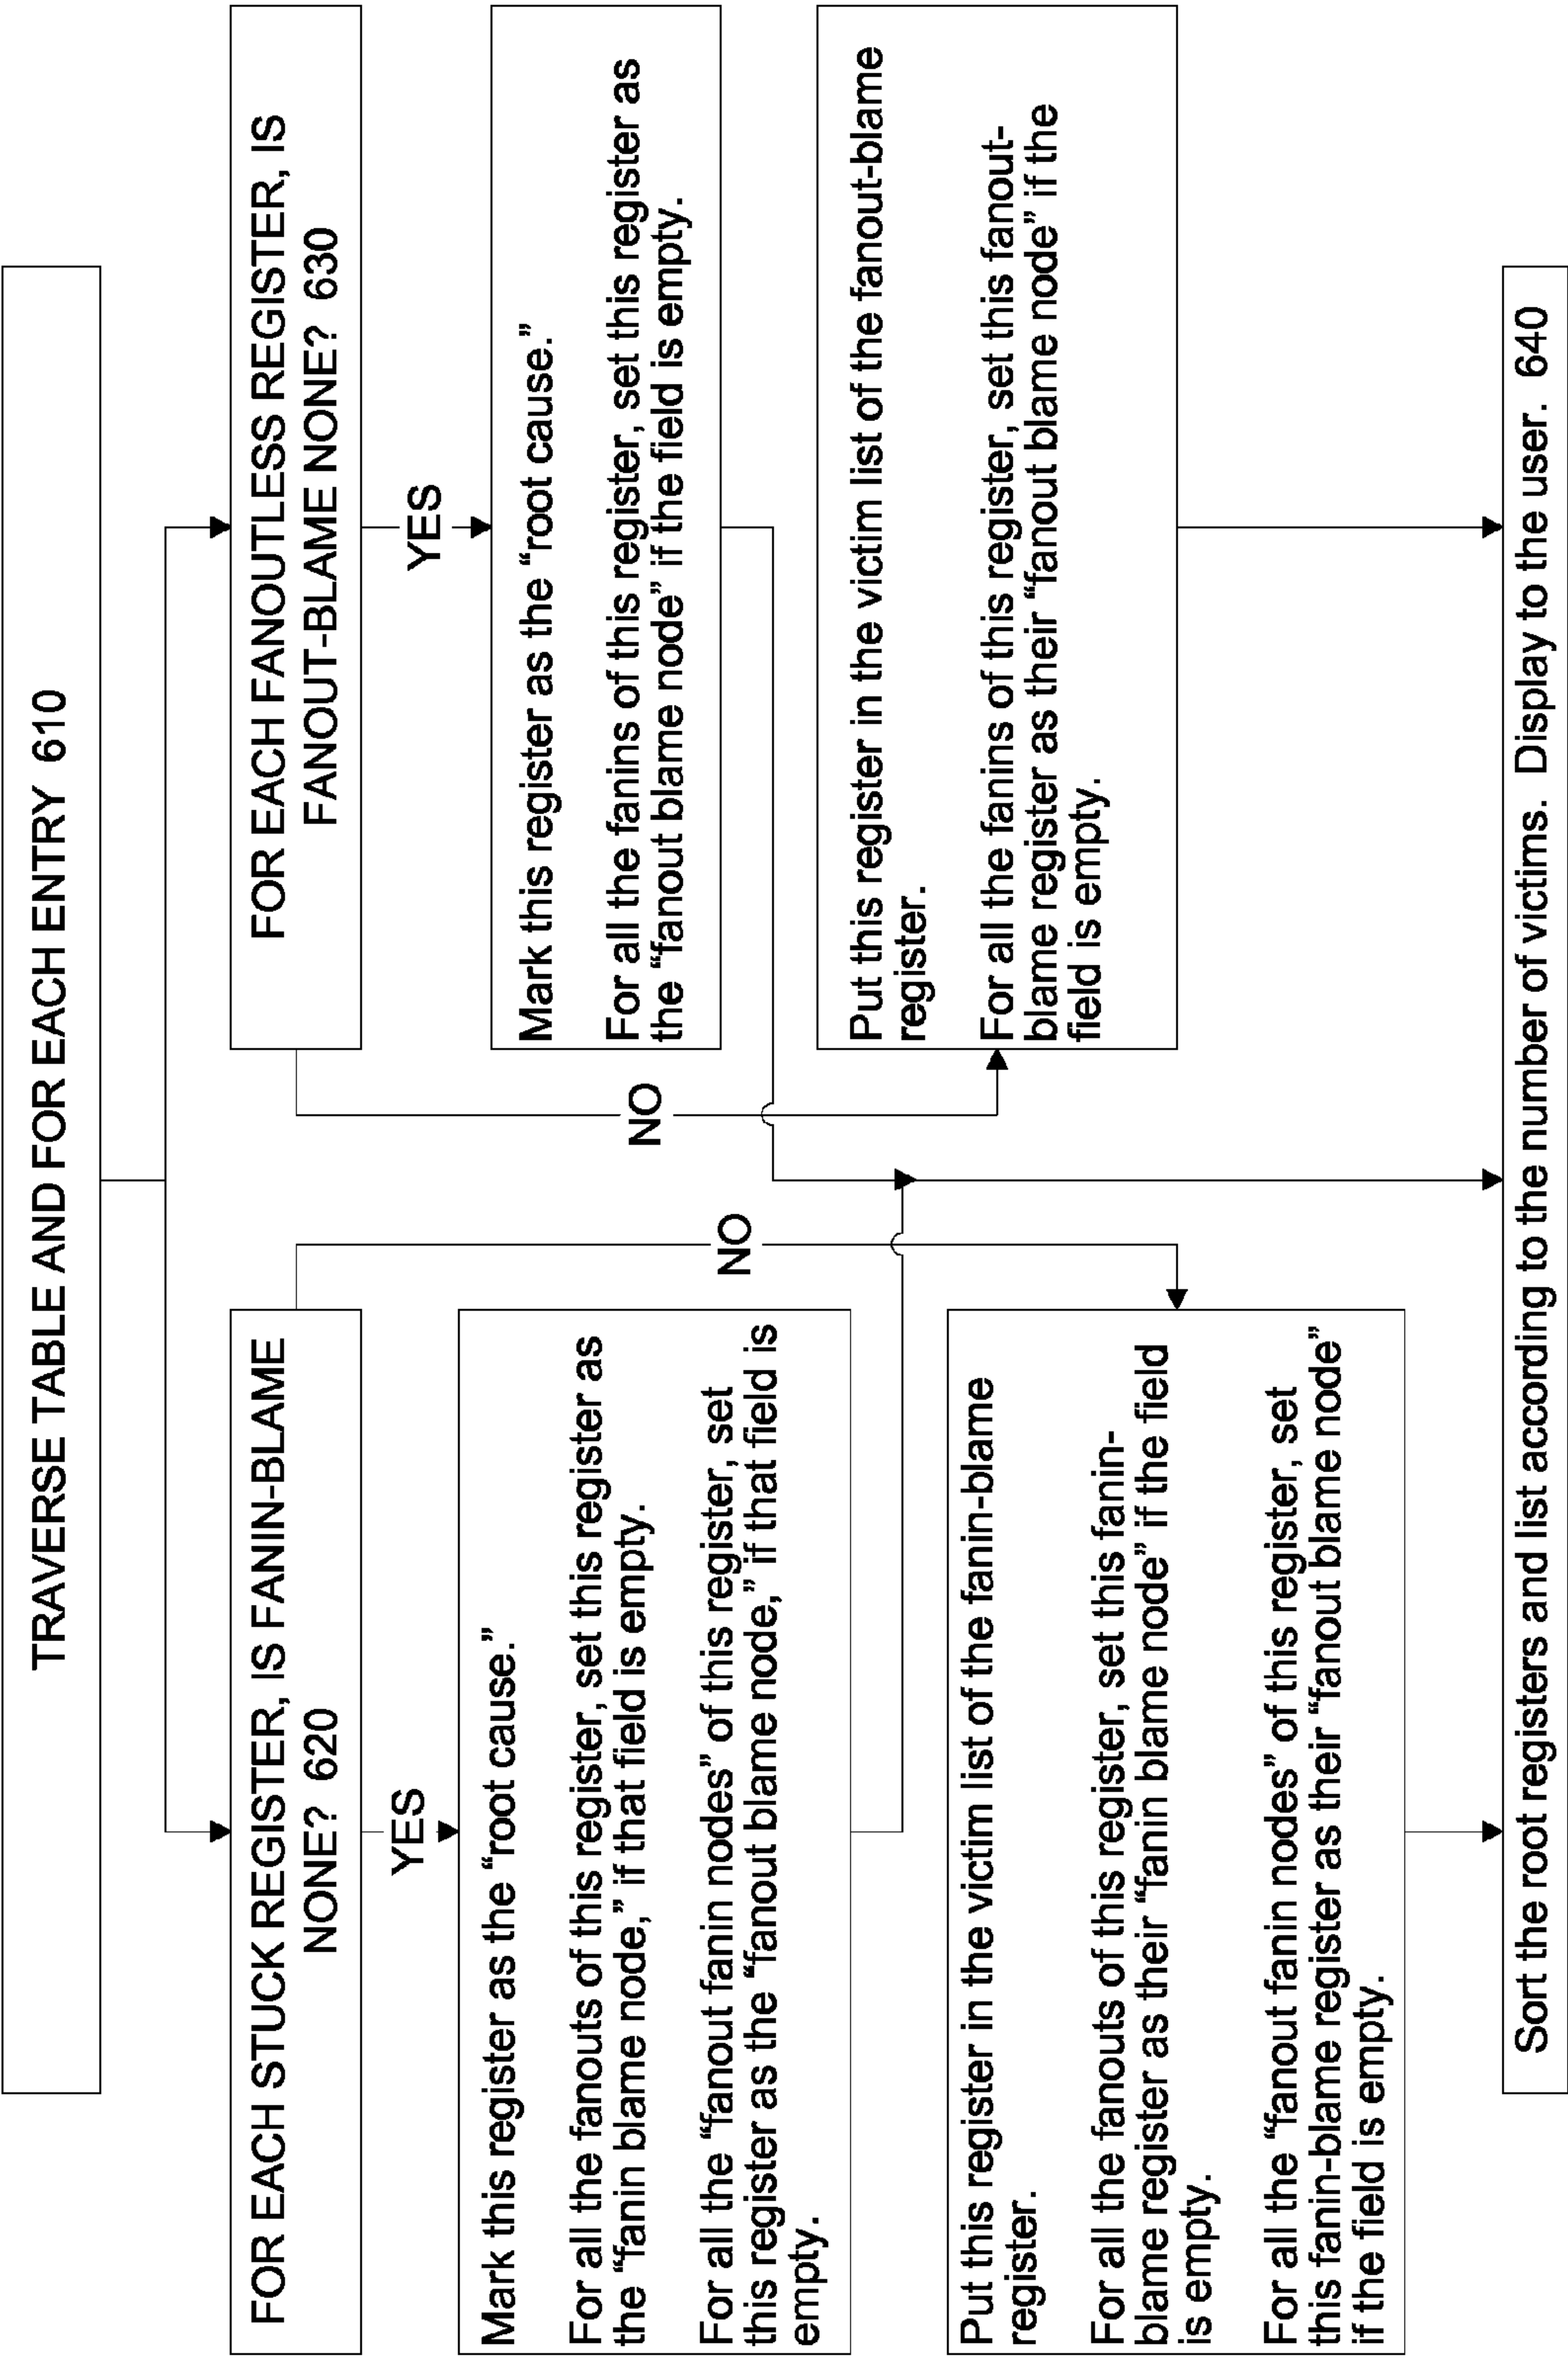 TRAVERSE TABLE AND FOR EACH ENTRY 610
FOR EACH STUCK REGISTER, IS FANIN-BLAME
NONE? 620
YES
NO
Mark this register as the “root cause.”
For all the fanouts of this register, set this register as
the “fanin blame node,” if that field is empty.
For all the “fanout fanin nodes” of this register, set
this register as the “fanout blame node,” if that field is
empty.
Put this register in the victim list of the fanin-blame
register.
For all the fanouts of this register, set this fanin-
blame register as their “fanin blame node” if the field
is empty.
For all the “fanout fanin nodes” of this register, set
this fanin-blame register as their “fanout blame node”
if the field is empty.
FOR EACH FANOUTLESS REGISTER, IS
FANOUT-BLAME NONE? 630
YES
NO
Mark this register as the “root cause.”
For all the fanins of this register, set this register as
the “fanout blame node” if the field is empty.
Put this register in the victim list of the fanout-blame
register.
For all the fanins of this register, set this fanout-
blame register as their “fanout blame node” if the
field is empty.
Sort the root registers and list according to the number of victims. Display to the user. 640